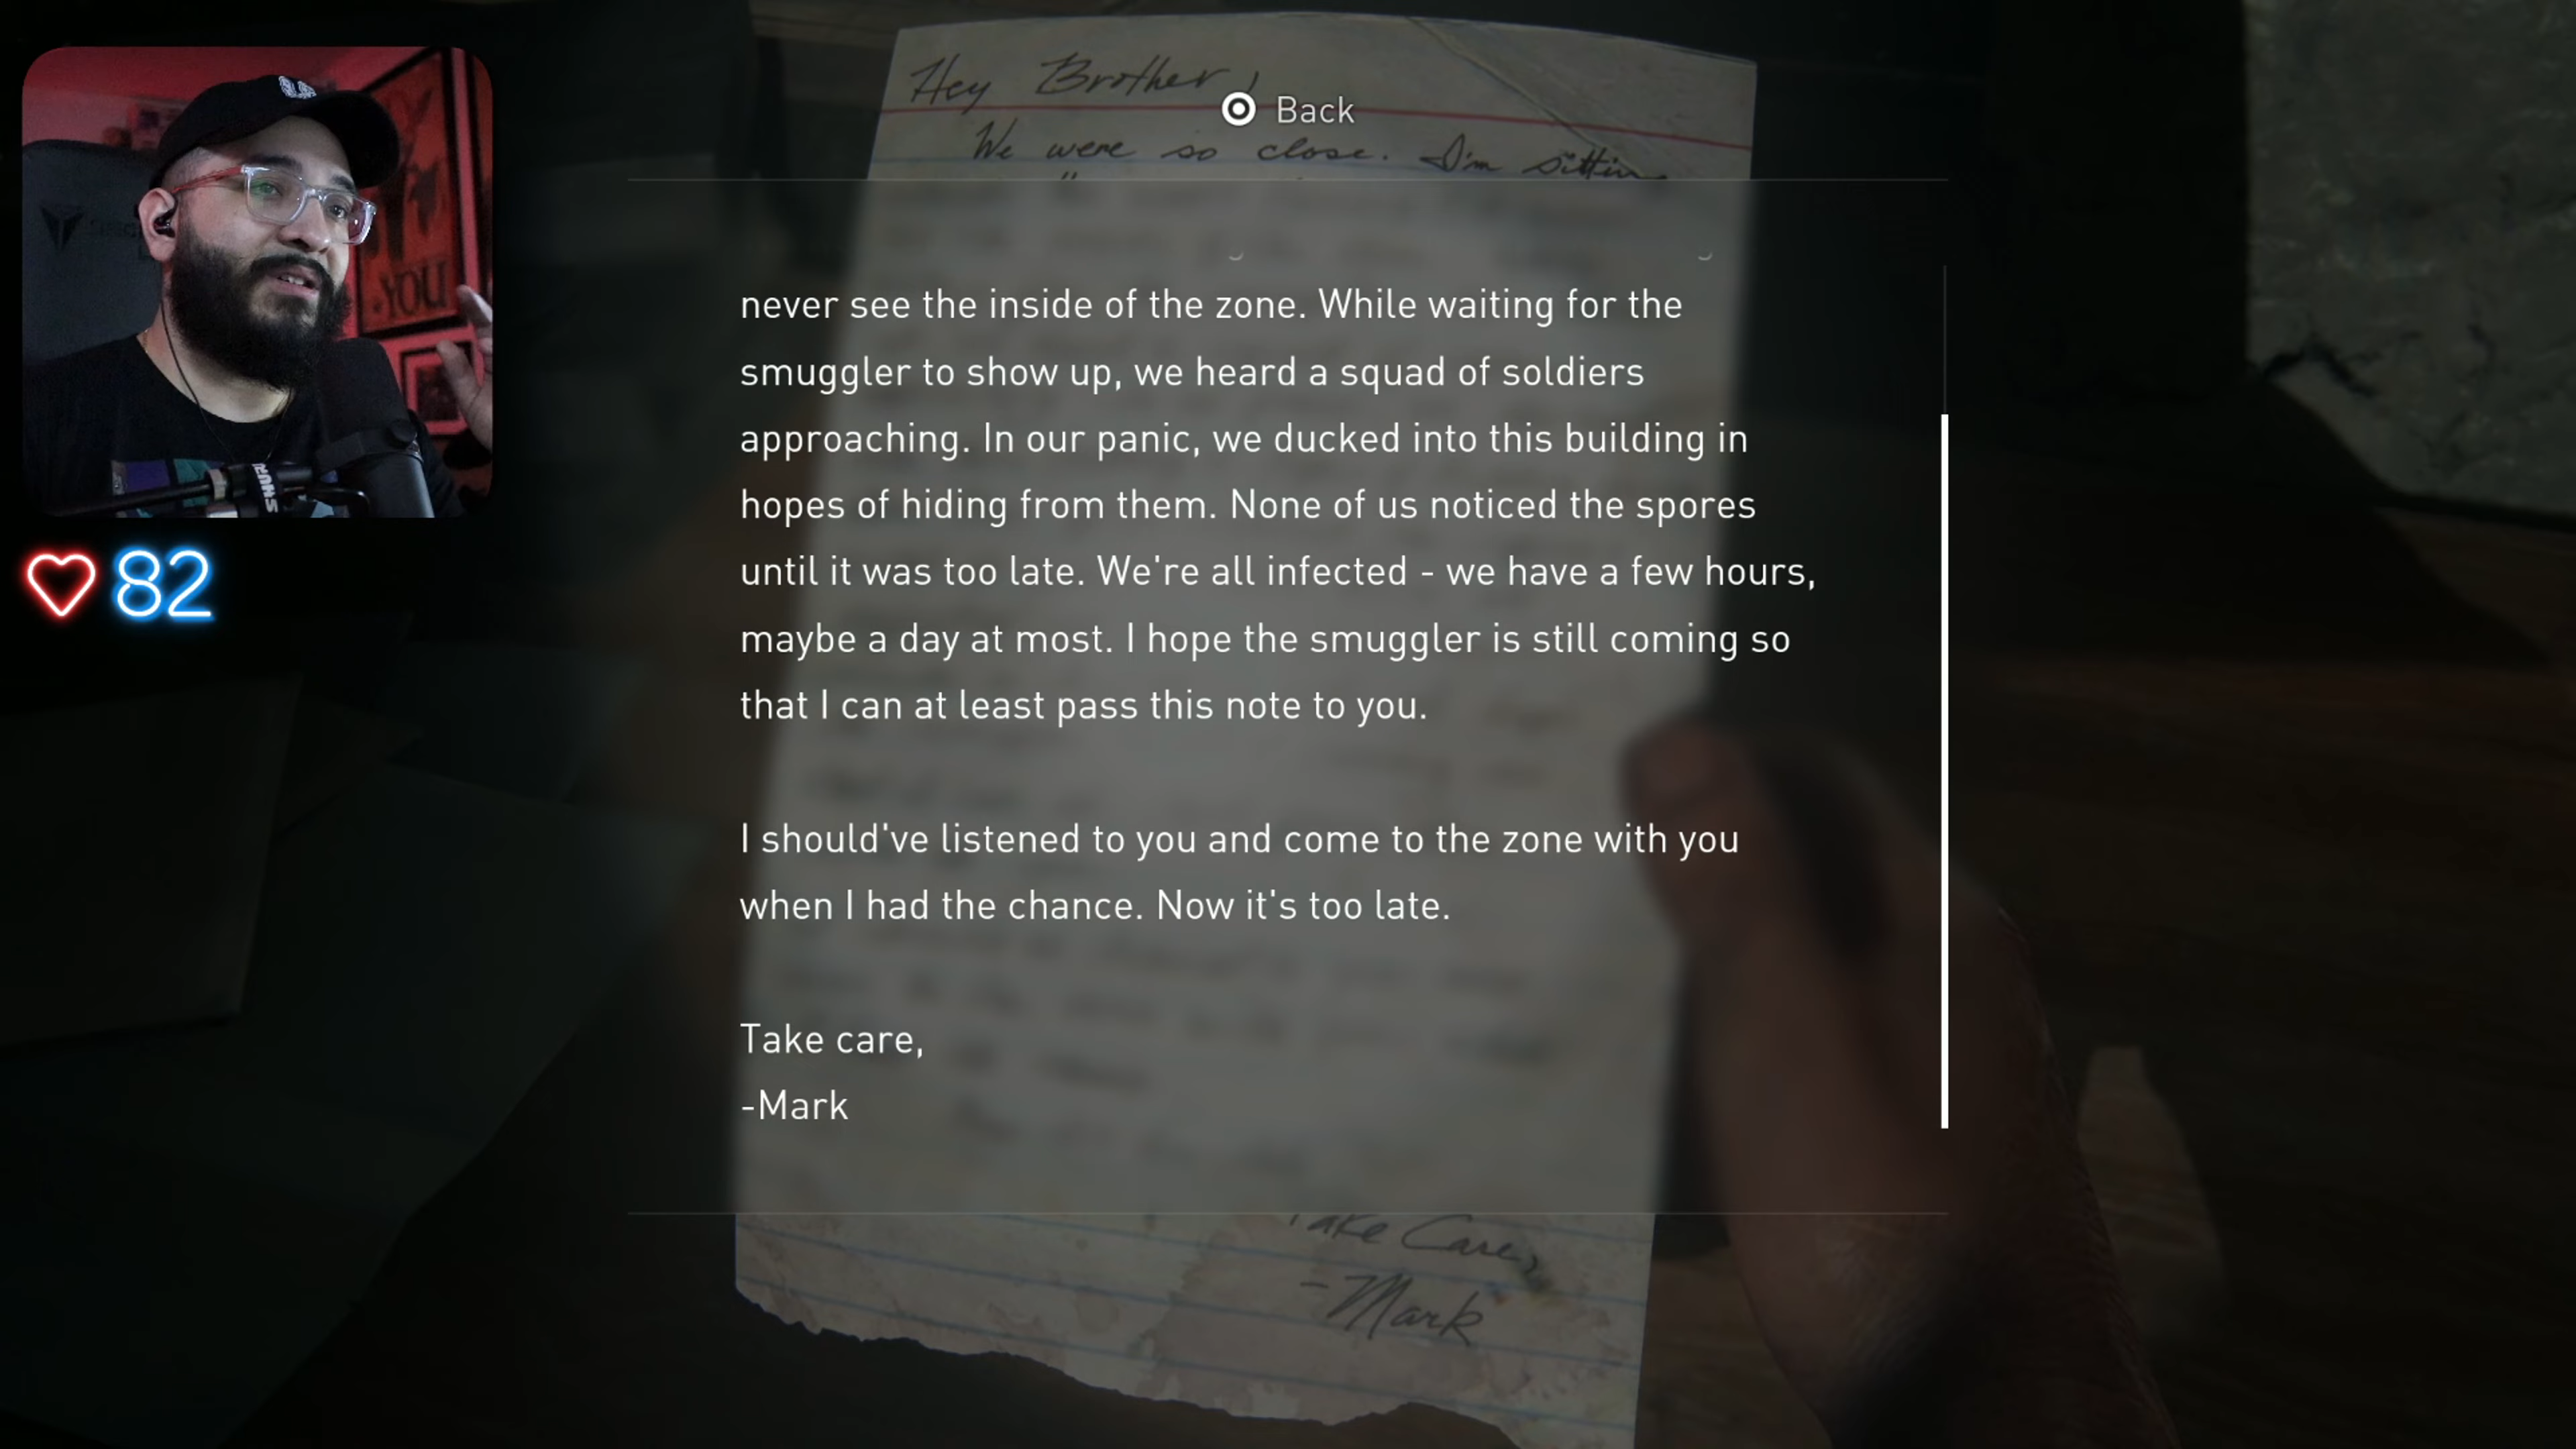 Hey Brother,
Back
We were so close. I'm sittin
YOU
never see the inside of the zone. While waiting for the
smuggler to show up, we heard a squad of soldiers
approaching. In our panic, we ducked into this building in
hopes of hiding from them. None of us noticed the spores
until it was too late. We're all infected - we have a few hours,
maybe a day at most. I hope the smuggler is still coming so
that I can at least pass this note to you.
I should've listened to you and come to the zone with you
when I had the chance. Now it's too late.
Take care,
-Mark
SHURE
82
Take Care,
-Mark